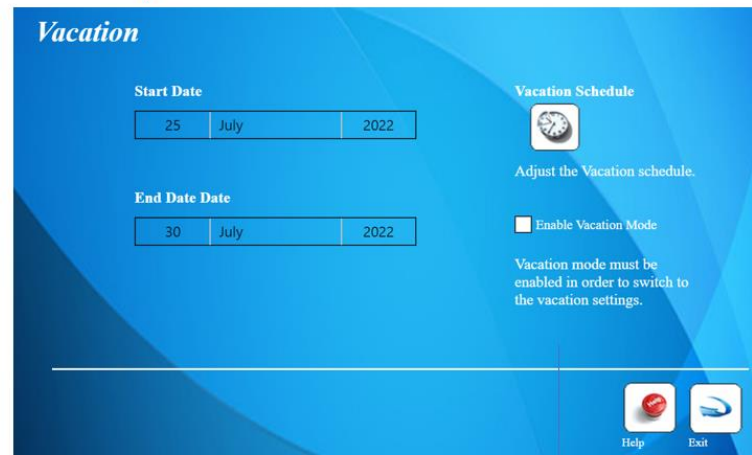 Vacation
Start Date
25 July 2022
End Date Date
30 July 2022
Vacation Schedule
Adjust the Vacation schedule.
Enable Vacation Mode
Vacation mode must be
enabled in order to switch to
the vacation settings.
Help
Help
Exit